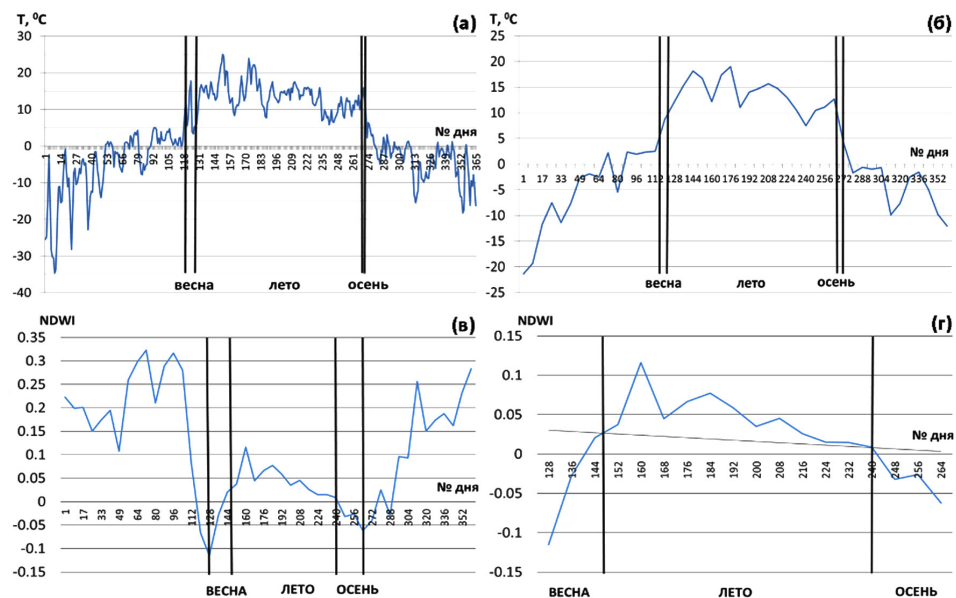 T, ⁰C
(а)
30
20
10
0
-10
-20
-30
-40
№ дня
1 14 27 40 53 66 79 92 105 118 131 144 157 170 183 196 209 222 235 248 261 274 287 300 313 326 339 352 365
весна лето осень
T, ⁰C
(б)
25
20
15
10
5
0
-5
-10
-15
-20
-25
№ дня
1 17 33 49 64 80 96 112 128 144 160 176 192 208 224 240 256 272 288 304 320 336 352
весна лето осень
NDWI
(в)
0.35
0.3
0.25
0.2
0.15
0.1
0.05
0
-0.05
-0.1
-0.15
№ дня
1 17 33 49 64 80 96 112 128 144 160 176 192 208 224 240 256 272 288 304 320 336 352
ВЕСНА ЛЕТО ОСЕНЬ
NDWI
(г)
0.15
0.1
0.05
0
-0.05
-0.1
-0.15
№ дня
128 136 144 152 160 168 176 184 192 200 208 216 224 232 240 248 256 264
ВЕСНА ЛЕТО ОСЕНЬ